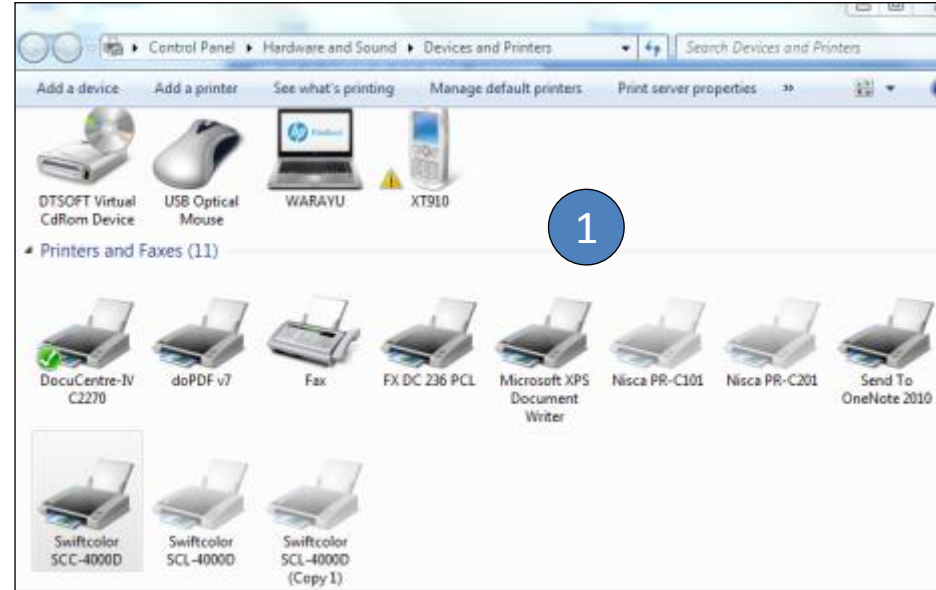 Control Panel Hardware and Sound Devices and Printers Search Devices and Printers
Add a device Add a printer See what's printing Manage default printers Print server properties »
DTSOFT Virtual CdRom Device
USB Optical Mouse
WARAYU
XT910
1
Printers and Faxes (11)
DocuCentre-IV C2270
doPDF v7
Fax
FX DC 236 PCL
Microsoft XPS Document Writer
Nisca PR-C101
Nisca PR-C201
Send To OneNote 2010
Swiftcolor SCC-4000D
Swiftcolor SCL-4000D
Swiftcolor SCL-4000D (Copy 1)